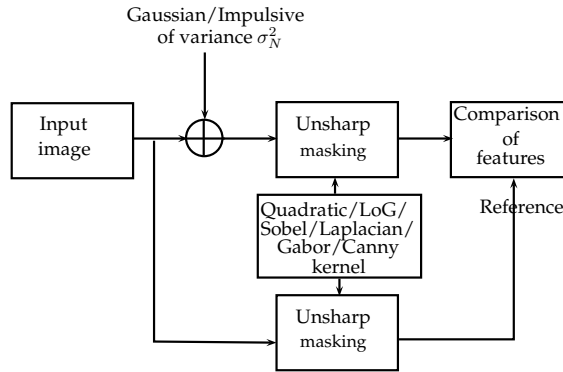 Gaussian/Impulsive
of variance σ_N^2
Input
image
Unsharp
masking
Comparison
of
features
Quadratic/LoG/
Sobel/Laplacian/
Gabor/Canny
kernel
Reference
Unsharp
masking